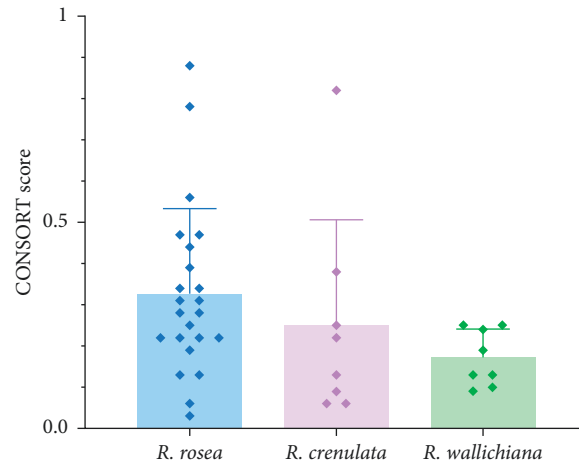 1
CONSORT score
0.5
0.0
R. rosea
R. crenulata
R. wallichiana